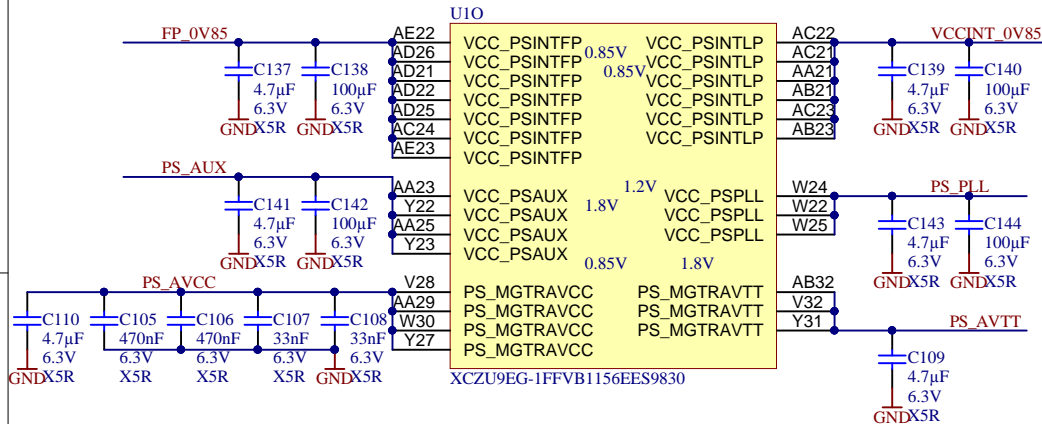 U1O
FP_0V85
AE22
VCC_PSINTFP
0.85V
VCC_PSINTLP
AC22
VCCINT_0V85
AD26
VCC_PSINTFP
0.85V
VCC_PSINTLP
AC21
C137
4.7µF
6.3V
X5R
GND
C138
100µF
6.3V
X5R
GND
AD21
VCC_PSINTFP
VCC_PSINTLP
AA21
AD22
VCC_PSINTFP
VCC_PSINTLP
AB21
AD25
VCC_PSINTFP
VCC_PSINTLP
AC23
AC24
VCC_PSINTFP
VCC_PSINTLP
AB23
AE23
VCC_PSINTFP
C139
4.7µF
6.3V
X5R
GND
C140
100µF
6.3V
X5R
GND
PS_AUX
AA23
VCC_PSAUX
1.8V
1.2V
VCC_PSPLL
W24
PS_PLL
Y22
VCC_PSAUX
VCC_PSPLL
W22
AA25
VCC_PSAUX
VCC_PSPLL
W25
Y23
VCC_PSAUX
C141
4.7µF
6.3V
X5R
GND
C142
100µF
6.3V
X5R
GND
C143
4.7µF
6.3V
X5R
GND
C144
100µF
6.3V
X5R
GND
0.85V
1.8V
PS_AVCC
V28
PS_MGTRAVCC
PS_MGTRAVTT
AB32
AA29
PS_MGTRAVCC
PS_MGTRAVTT
V32
W30
PS_MGTRAVCC
PS_MGTRAVTT
Y31
PS_AVTT
Y27
PS_MGTRAVCC
C110
4.7µF
6.3V
X5R
GND
C105
470nF
6.3V
X5R
C106
470nF
6.3V
X5R
C107
33nF
6.3V
X5R
C108
33nF
6.3V
X5R
GND
C109
4.7µF
6.3V
X5R
GND
XCZU9EG-1FFVB1156EES9830